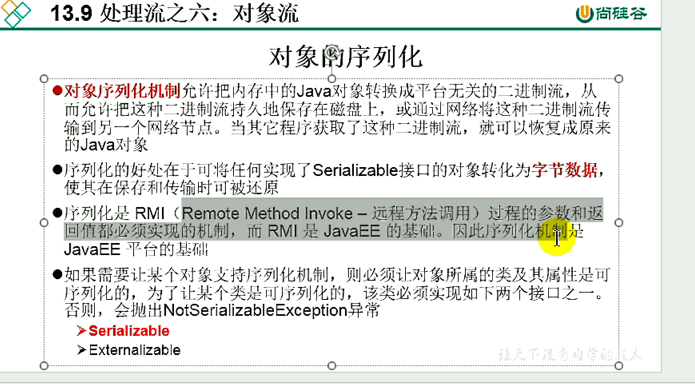 13.9 处理流之六：对象流
尚硅谷
对象的序列化
●对象序列化机制允许把内存中的Java对象转换成平台无关的二进制流，从
而允许把这种二进制流持久地保存在磁盘上，或通过网络将这种二进制流传
输到另一个网络节点。当其它程序获取了这种二进制流，就可以恢复成原来
的Java对象
●序列化的好处在于可将任何实现了Serializable接口的对象转化为字节数据，
使其在保存和传输时可被还原
●序列化是 RMI（Remote Method Invoke – 远程方法调用）过程的参数和返
回值都必须实现的机制，而 RMI 是 JavaEE 的基础。因此序列化机制是
JavaEE 平台的基础
●如果需要让某个对象支持序列化机制，则必须让对象所属的类及其属性是可
序列化的，为了让某个类是可序列化的，该类必须实现如下两个接口之一。
否则，会抛出NotSerializableException异常
➢Serializable
➢Externalizable
让天下没有难学的技术